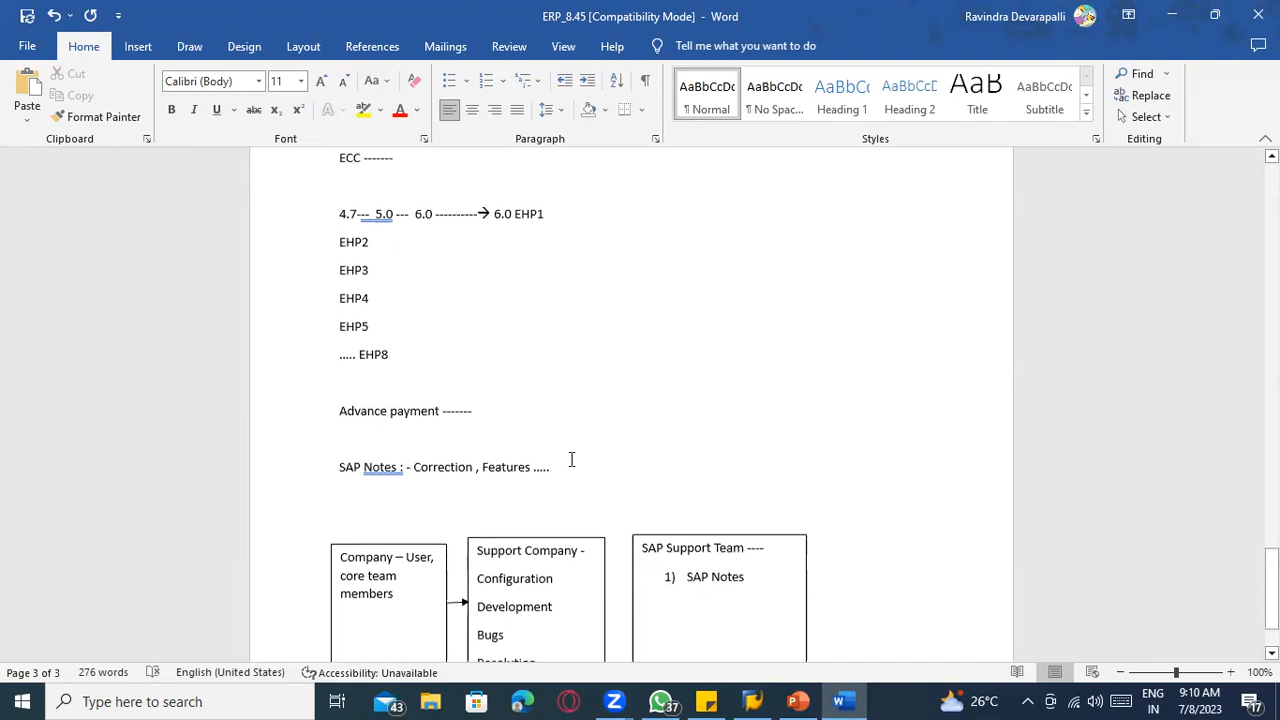 ERP_8.45 [Compatibility Mode] - Word
Ravindra Devarapalli
File Home Insert Draw Design Layout References Mailings Review View Help Tell me what you want to do
Paste
Cut
Copy
Format Painter
Clipboard
Calibri (Body) 11
Font
Paragraph
AaBbCcDc AaBbCcDc AaBbCc AaBbCcD AaB AaBbCcD
¶ Normal ¶ No Spac... Heading 1 Heading 2 Title Subtitle
Styles
Find
Replace
Select
Editing
ECC -------
4.7--- 5.0 --- 6.0 ----------→ 6.0 EHP1
EHP2
EHP3
EHP4
EHP5
..... EHP8
Advance payment -------
SAP Notes : - Correction , Features .....
Company – User,
core team
members
Support Company -
Configuration
Development
Bugs
Resolution
SAP Support Team ----
1) SAP Notes
Page 3 of 3 276 words English (United States) Accessibility: Unavailable 100%
Type here to search
43
37
26°C
ENG
IN
9:10 AM
7/8/2023
17